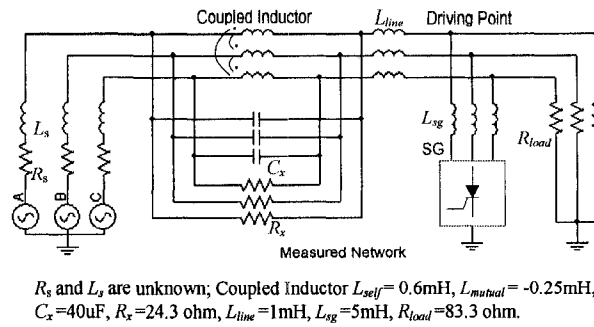 Coupled Inductor
L_line
Driving Point
L_s
R_s
A
B
C
C_x
R_x
L_sg
SG
R_load
Measured Network
R_s and L_s are unknown; Coupled Inductor L_self= 0.6mH, L_mutual = -0.25mH,
C_x=40uF, R_x=24.3 ohm, L_line=1mH, L_sg=5mH, R_load=83.3 ohm.